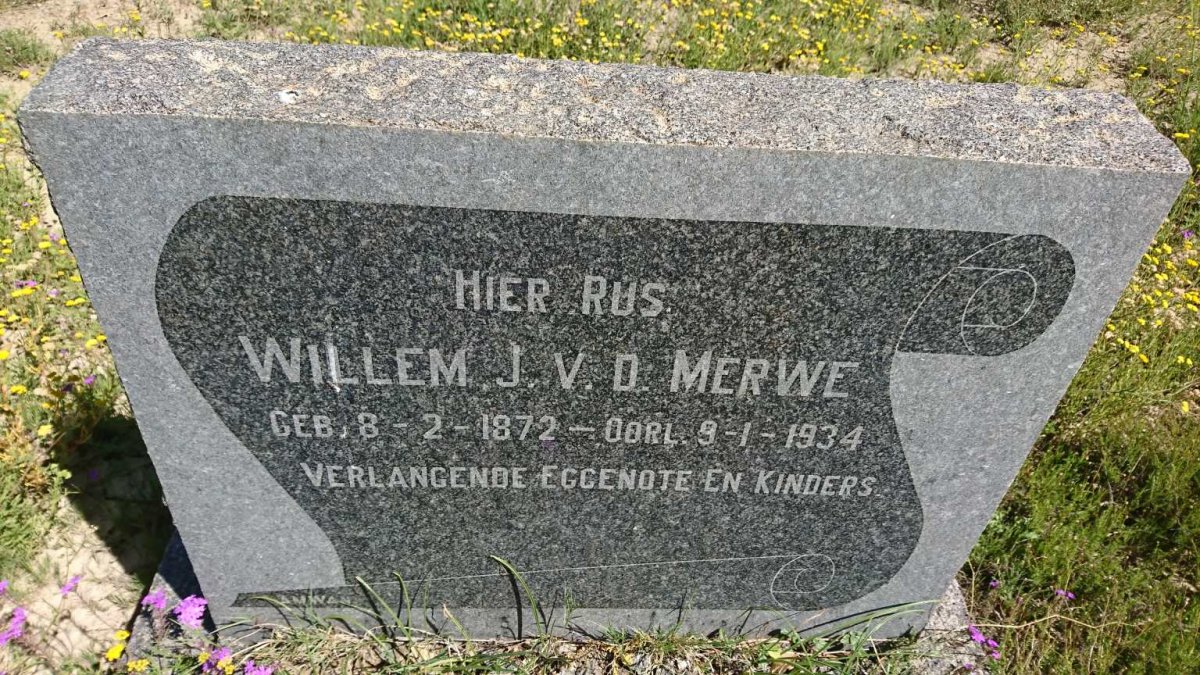 HIER RUS
WILLEM J. V. D. MERWE
GEB. 8 - 2 - 1872 — OORL. 9 - 1 - 1934
VERLANGENDE EGGENOTE EN KINDERS